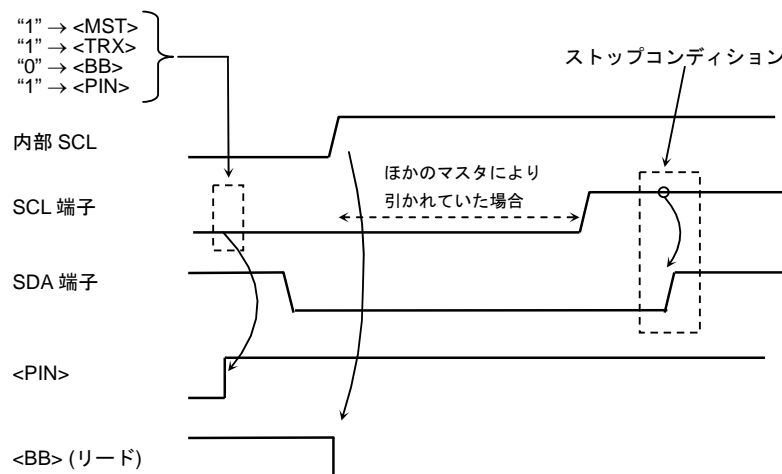 “1” → <MST>
“1” → <TRX>
“0” → <BB>
“1” → <PIN>
ストップコンディション
内部 SCL
ほかのマスタにより
引かれていた場合
SCL 端子
SDA 端子
<PIN>
<BB> (リード)